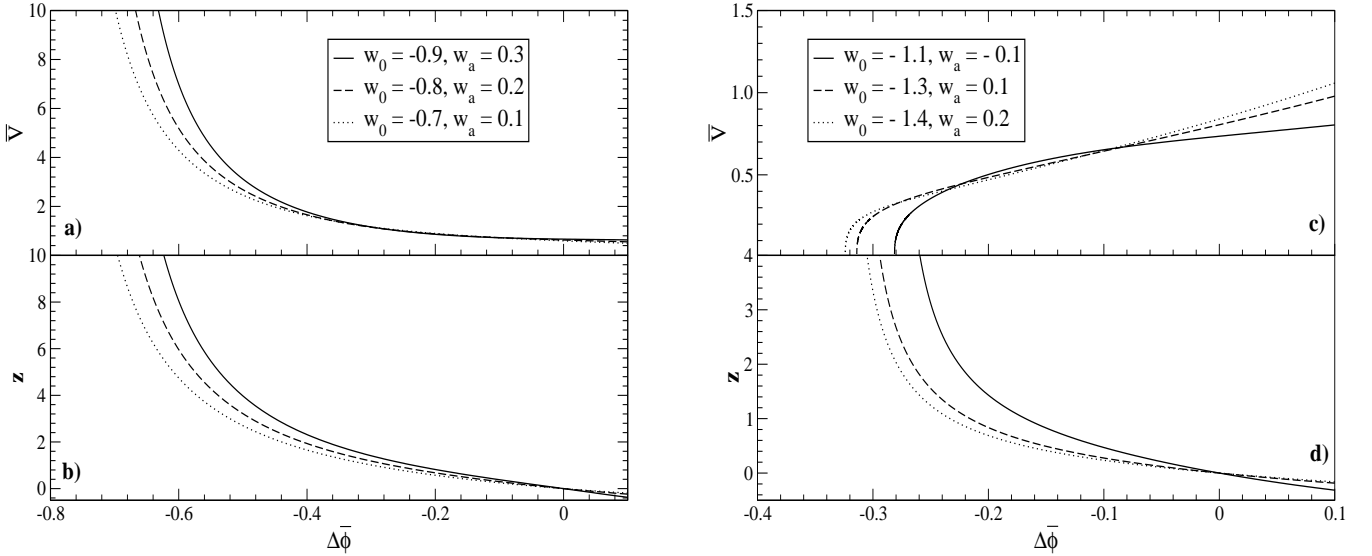 10
8
6
4
2
0
V̄
w₀ = -0.9, wₐ = 0.3
w₀ = -0.8, wₐ = 0.2
w₀ = -0.7, wₐ = 0.1
a)
10
8
6
4
2
0
z
b)
-0.8 -0.6 -0.4 -0.2 0
Δϕ̄
1.5
1.0
0.5
V̄
w₀ = - 1.1, wₐ = - 0.1
w₀ = - 1.3, wₐ = 0.1
w₀ = - 1.4, wₐ = 0.2
c)
4
3
2
1
0
z
d)
-0.4 -0.3 -0.2 -0.1 0 0.1
Δϕ̄